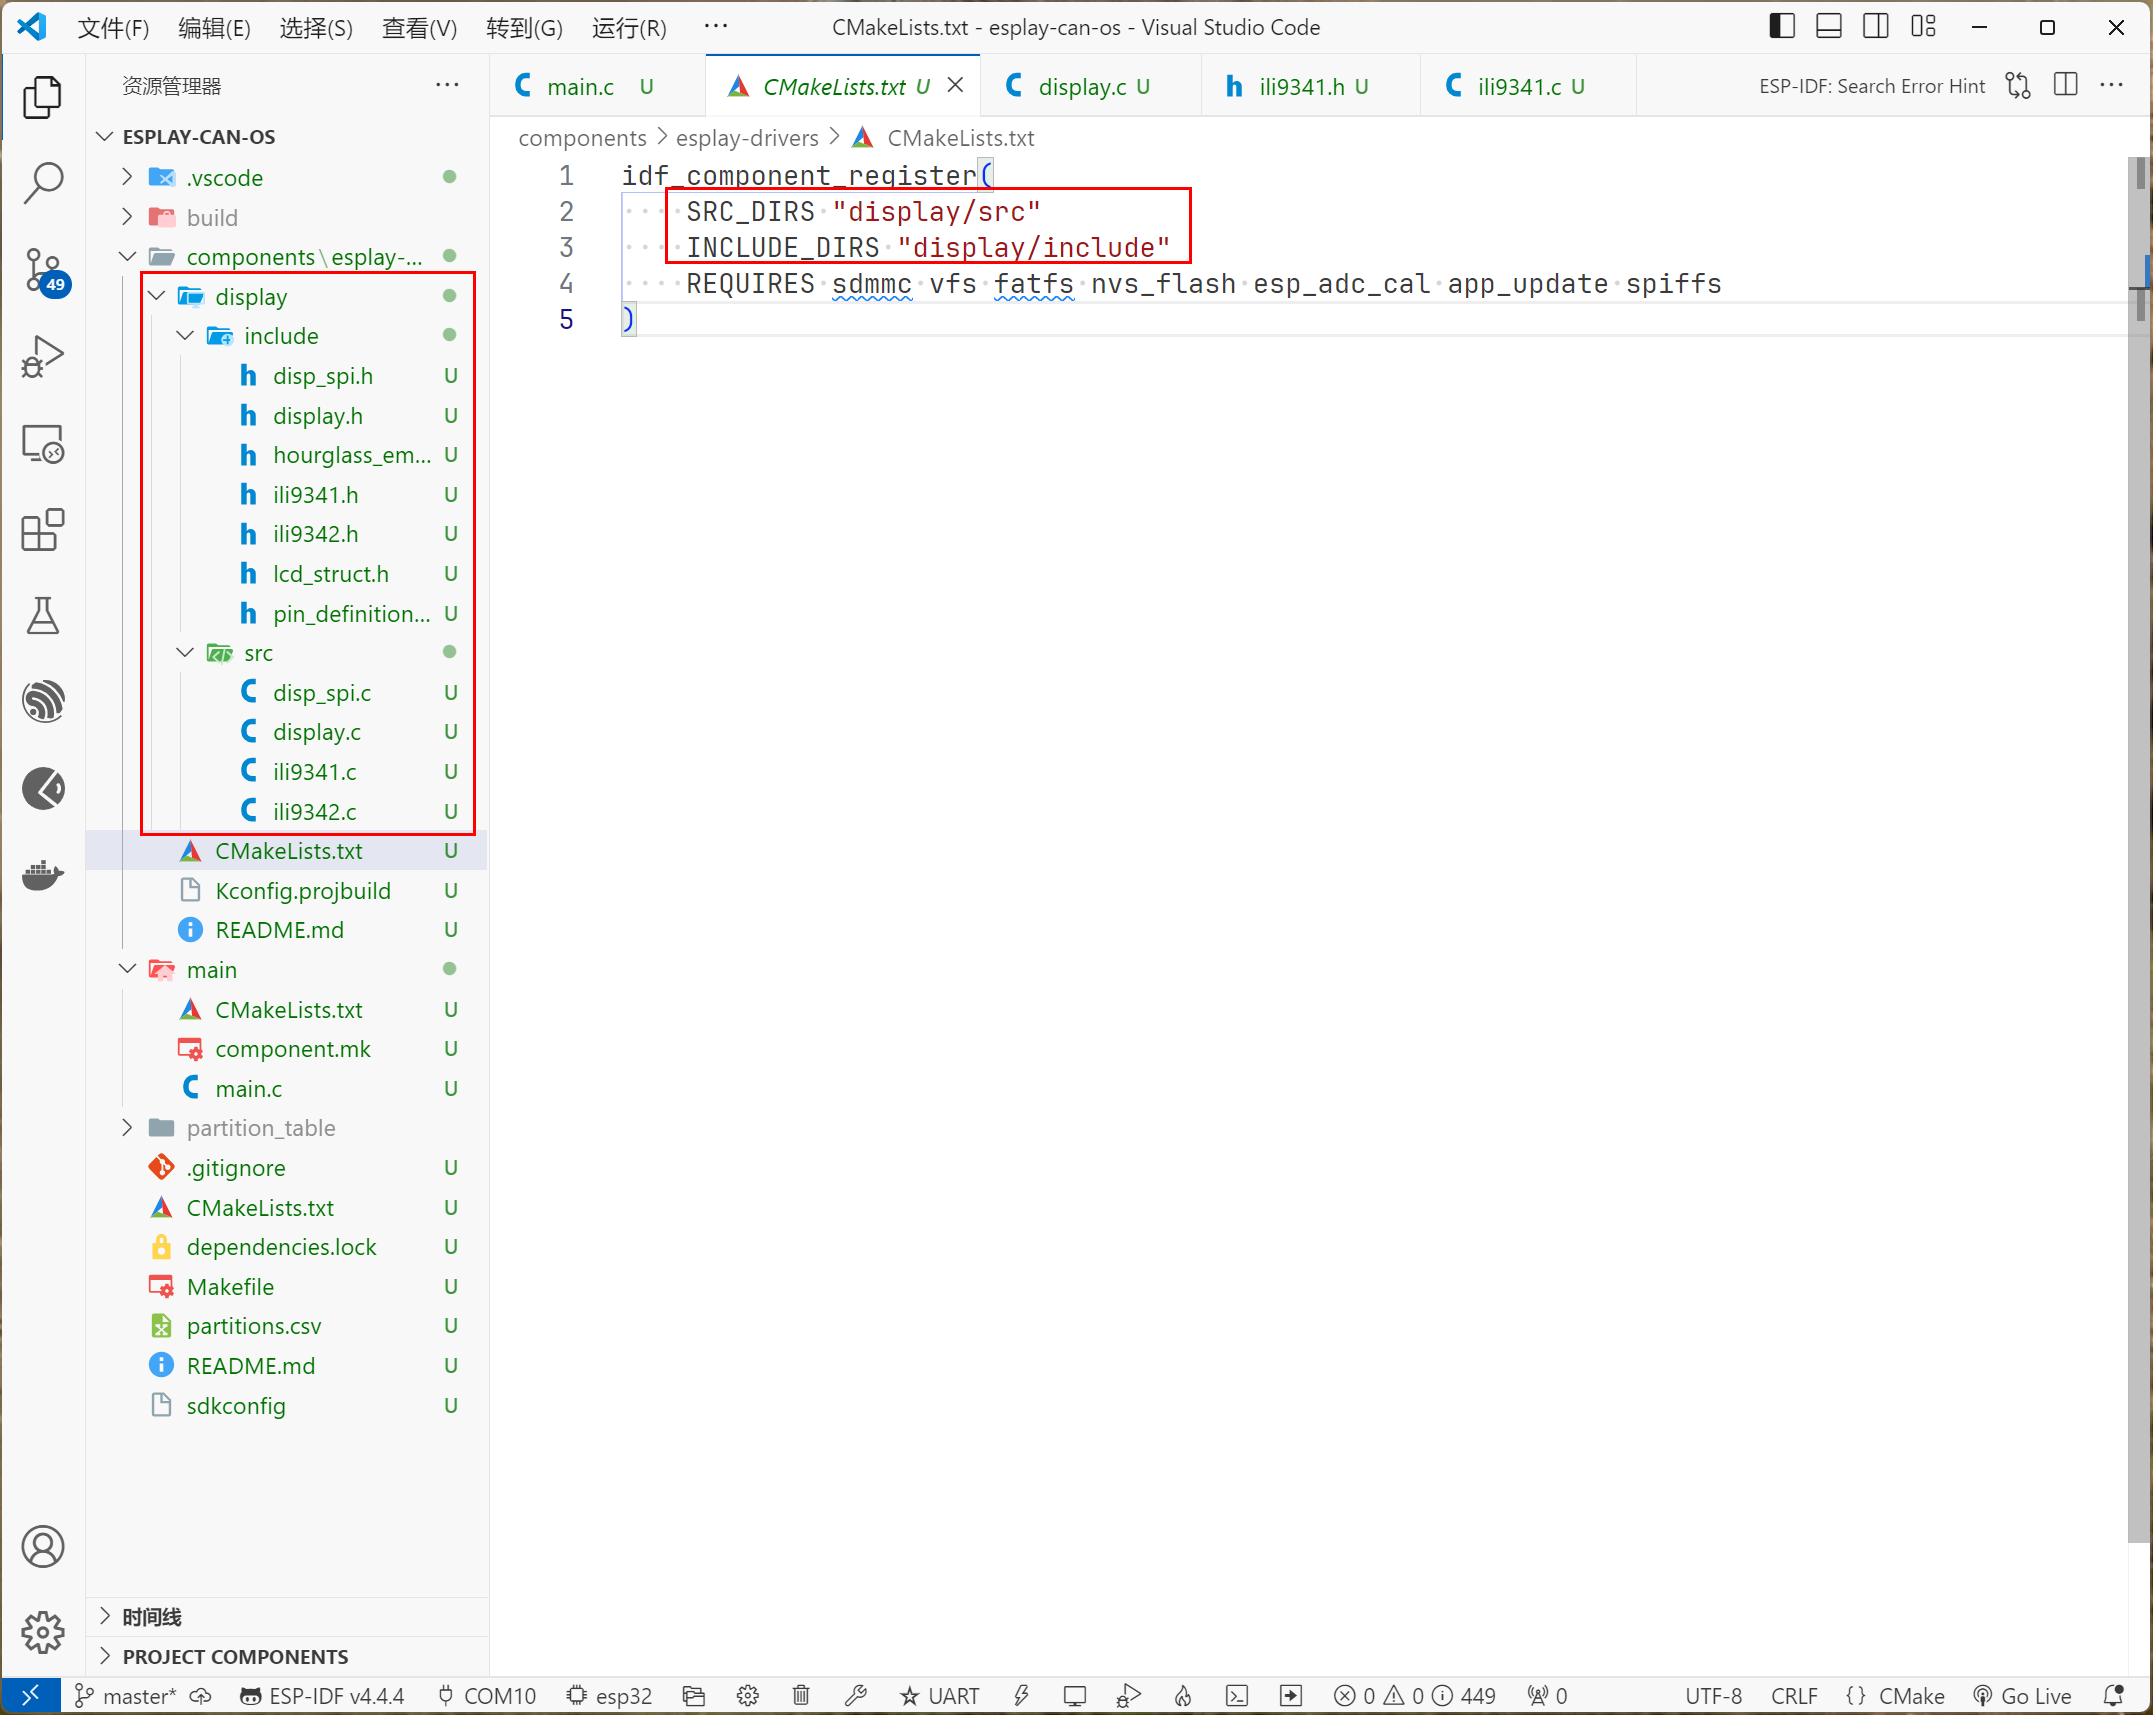 文件(F) 编辑(E) 选择(S) 查看(V) 转到(G) 运行(R) ··· CMakeLists.txt - esplay-can-os - Visual Studio Code
资源管理器 ···
main.c U
CMakeLists.txt U
display.c U
ili9341.h U
ili9341.c U
ESP-IDF: Search Error Hint
components > esplay-drivers > CMakeLists.txt
ESPLAY-CAN-OS
.vscode
build
components\esplay-...
display
include
disp_spi.h U
display.h U
hourglass_em... U
ili9341.h U
ili9342.h U
lcd_struct.h U
pin_definition... U
src
disp_spi.c U
display.c U
ili9341.c U
ili9342.c U
CMakeLists.txt U
Kconfig.projbuild U
README.md U
main
CMakeLists.txt U
component.mk U
main.c U
partition_table
.gitignore U
CMakeLists.txt U
dependencies.lock U
Makefile U
partitions.csv U
README.md U
sdkconfig U
时间线
PROJECT COMPONENTS
49
1 idf_component_register(
2 SRC_DIRS "display/src"
3 INCLUDE_DIRS "display/include"
4 REQUIRES sdmmc vfs fatfs nvs_flash esp_adc_cal app_update spiffs
5 )
master* ESP-IDF v4.4.4 COM10 esp32 UART 0 0 449 0 UTF-8 CRLF {} CMake Go Live